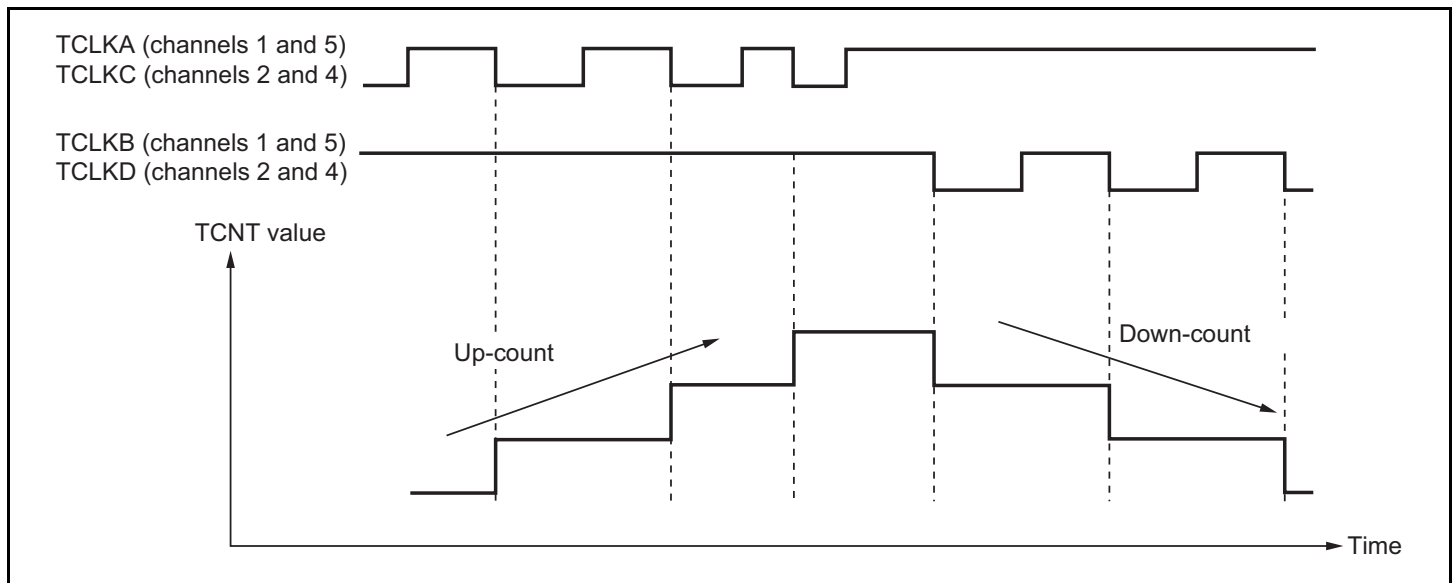 TCLKA (channels 1 and 5)
TCLKC (channels 2 and 4)
TCLKB (channels 1 and 5)
TCLKD (channels 2 and 4)
TCNT value
Up-count
Down-count
Time